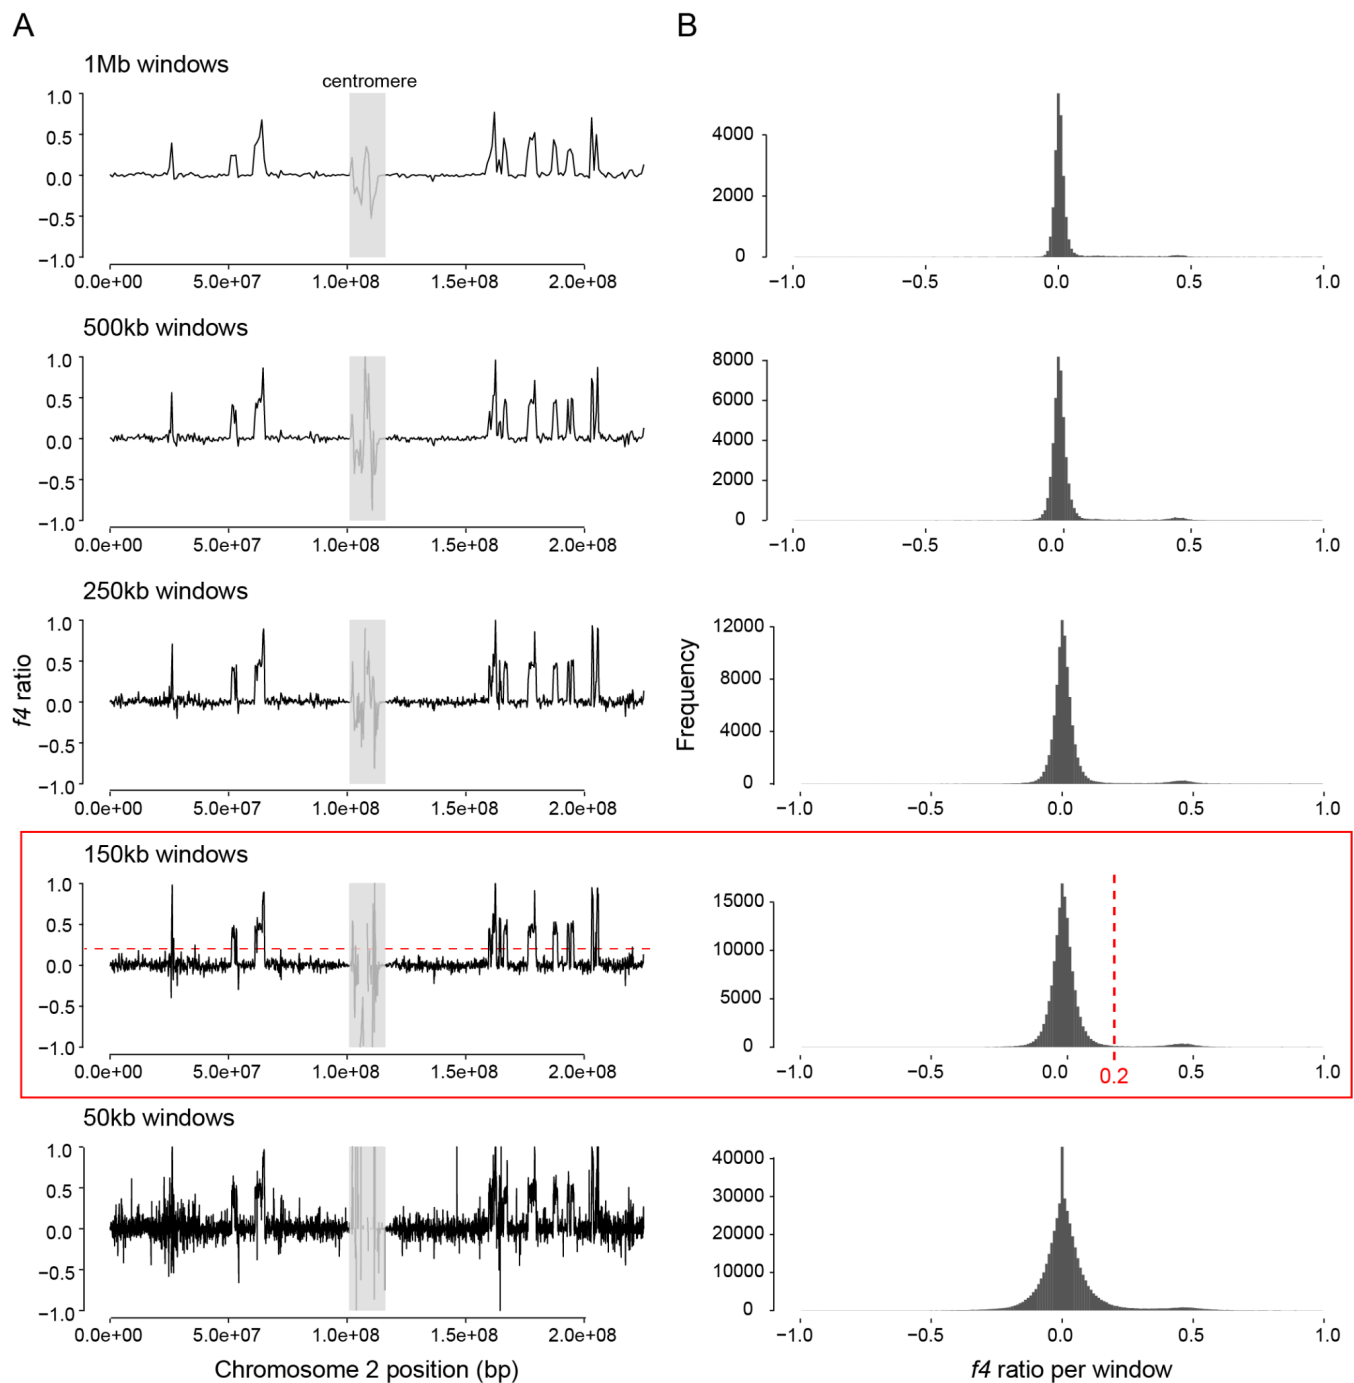 A
B
1Mb windows
centromere
1.0
0.5
0.0
−0.5
−1.0
0.0e+00 5.0e+07 1.0e+08 1.5e+08 2.0e+08
4000
2000
0
−1.0 −0.5 0.0 0.5 1.0
500kb windows
1.0
0.5
0.0
−0.5
−1.0
0.0e+00 5.0e+07 1.0e+08 1.5e+08 2.0e+08
8000
6000
4000
2000
0
−1.0 −0.5 0.0 0.5 1.0
250kb windows
1.0
0.5
0.0
−0.5
−1.0
0.0e+00 5.0e+07 1.0e+08 1.5e+08 2.0e+08
f4 ratio
12000
8000
4000
0
−1.0 −0.5 0.0 0.5 1.0
Frequency
150kb windows
1.0
0.5
0.0
−0.5
−1.0
0.0e+00 5.0e+07 1.0e+08 1.5e+08 2.0e+08
15000
10000
5000
0
−1.0 −0.5 0.0 0.2 0.5 1.0
50kb windows
1.0
0.5
0.0
−0.5
−1.0
0.0e+00 5.0e+07 1.0e+08 1.5e+08 2.0e+08
Chromosome 2 position (bp)
40000
30000
20000
10000
0
−1.0 −0.5 0.0 0.5 1.0
f4 ratio per window